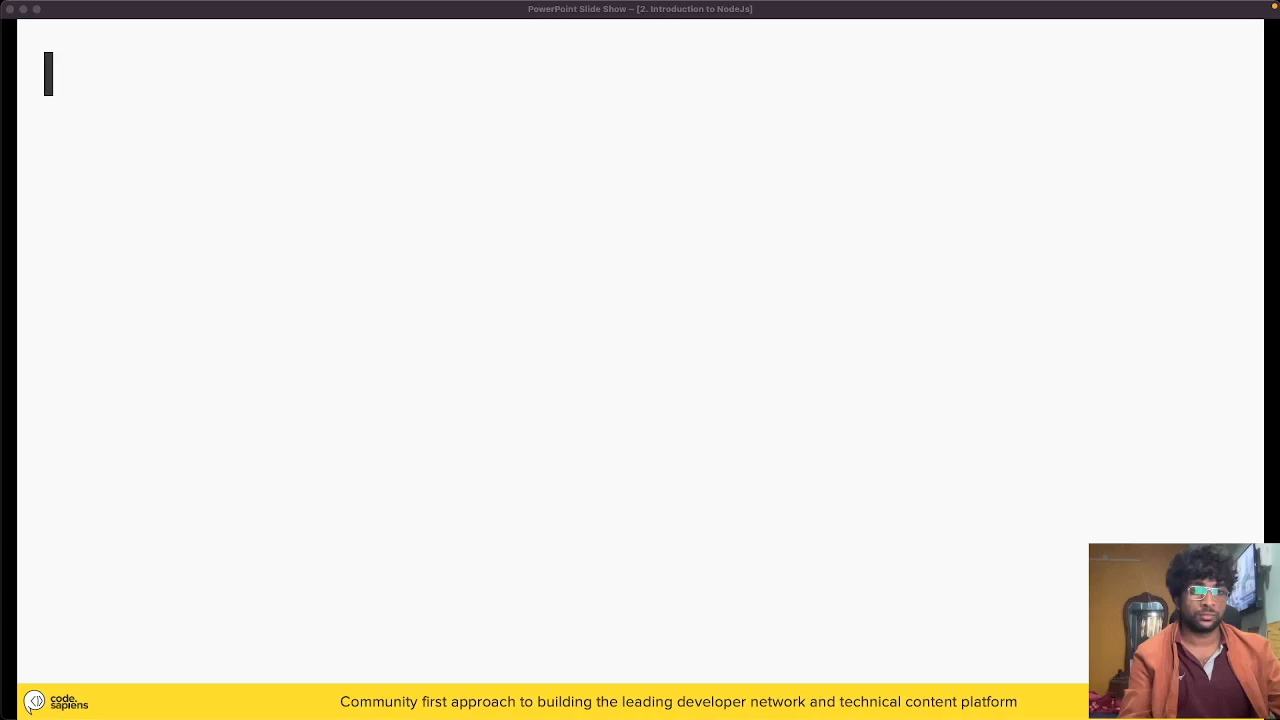 PowerPoint Slide Show – [2. Introduction to NodeJs]
code.
sapiens
Community first approach to building the leading developer network and technical content platform